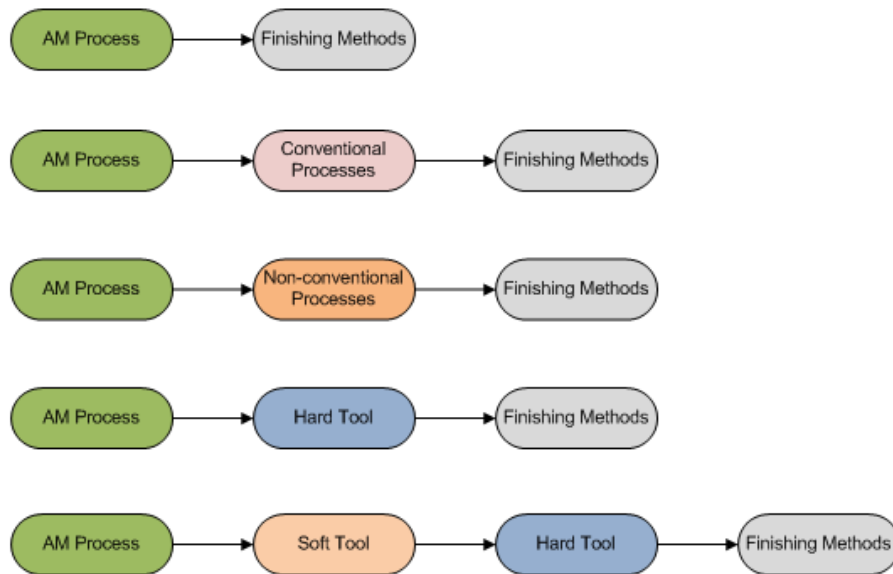 AM Process
Finishing Methods
AM Process
Conventional
Processes
Finishing Methods
AM Process
Non-conventional
Processes
Finishing Methods
AM Process
Hard Tool
Finishing Methods
AM Process
Soft Tool
Hard Tool
Finishing Methods